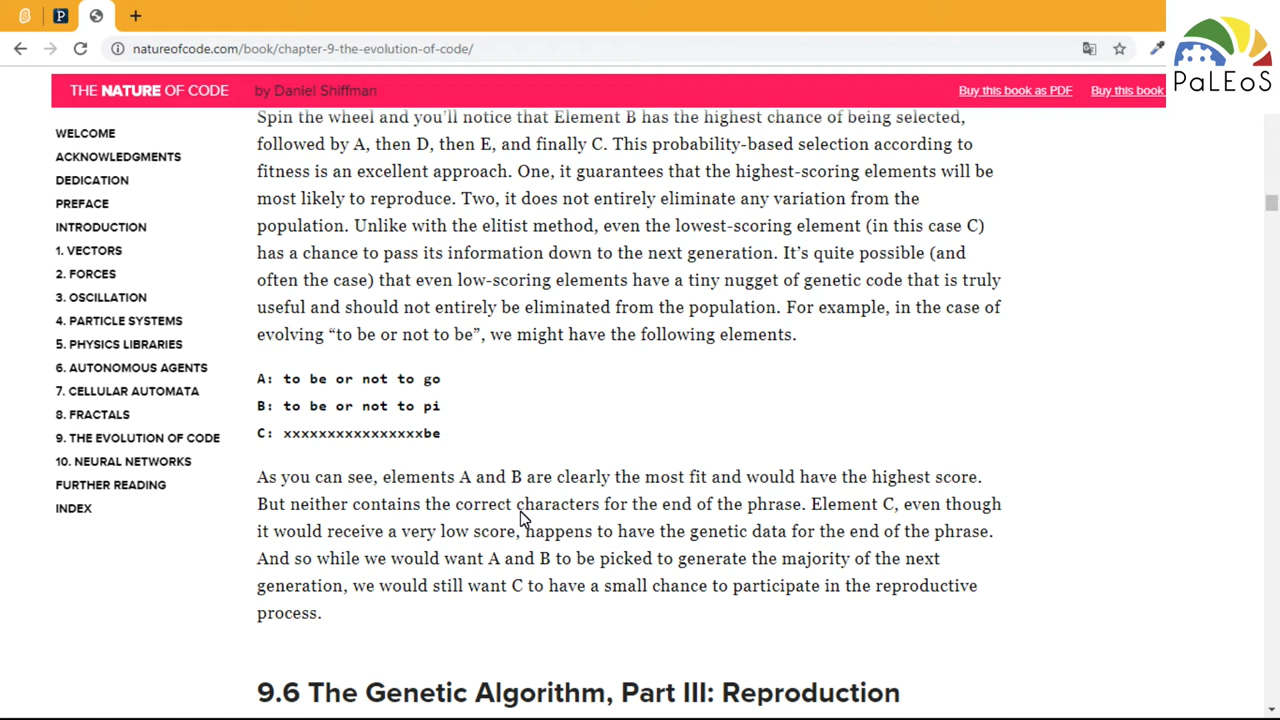 natureofcode.com/book/chapter-9-the-evolution-of-code/
PaLEoS
THE NATURE OF CODE by Daniel Shiffman
Buy this book as PDF
Buy this book
WELCOME
ACKNOWLEDGMENTS
DEDICATION
PREFACE
INTRODUCTION
1. VECTORS
2. FORCES
3. OSCILLATION
4. PARTICLE SYSTEMS
5. PHYSICS LIBRARIES
6. AUTONOMOUS AGENTS
7. CELLULAR AUTOMATA
8. FRACTALS
9. THE EVOLUTION OF CODE
10. NEURAL NETWORKS
FURTHER READING
INDEX
Spin the wheel and you’ll notice that Element B has the highest chance of being selected,
followed by A, then D, then E, and finally C. This probability-based selection according to
fitness is an excellent approach. One, it guarantees that the highest-scoring elements will be
most likely to reproduce. Two, it does not entirely eliminate any variation from the
population. Unlike with the elitist method, even the lowest-scoring element (in this case C)
has a chance to pass its information down to the next generation. It’s quite possible (and
often the case) that even low-scoring elements have a tiny nugget of genetic code that is truly
useful and should not entirely be eliminated from the population. For example, in the case of
evolving “to be or not to be”, we might have the following elements.
A: to be or not to go
B: to be or not to pi
C: xxxxxxxxxxxxxxxxbe
As you can see, elements A and B are clearly the most fit and would have the highest score.
But neither contains the correct characters for the end of the phrase. Element C, even though
it would receive a very low score, happens to have the genetic data for the end of the phrase.
And so while we would want A and B to be picked to generate the majority of the next
generation, we would still want C to have a small chance to participate in the reproductive
process.
9.6 The Genetic Algorithm, Part III: Reproduction